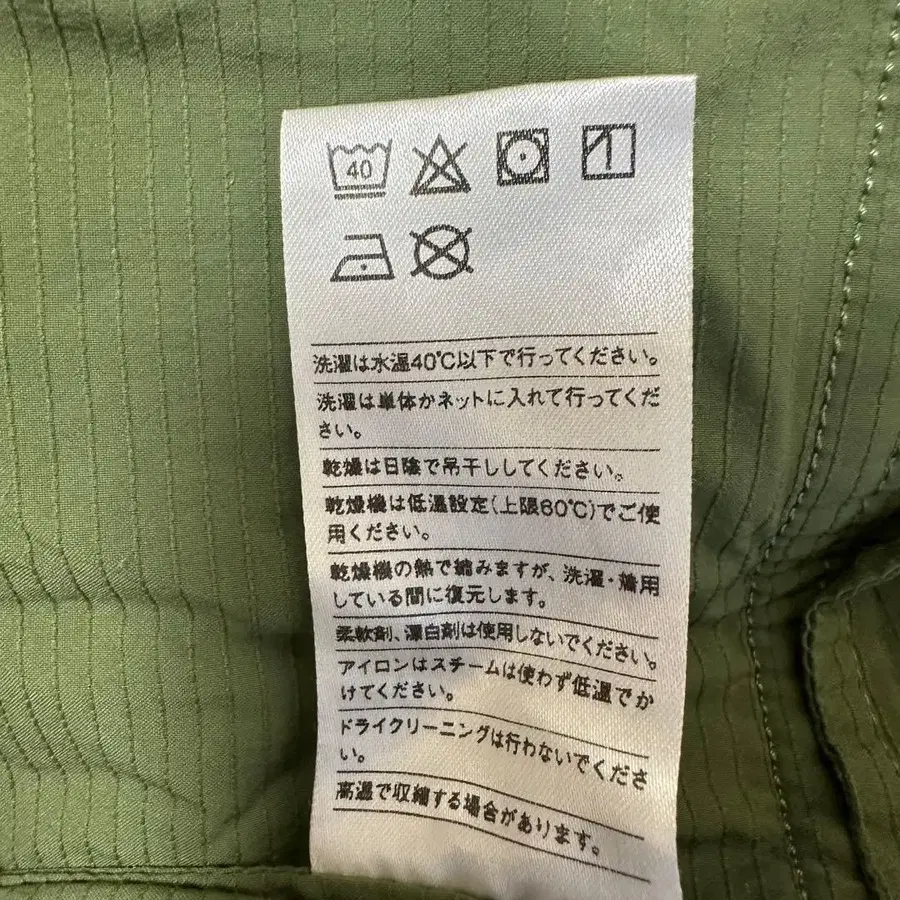 40
洗濯は水温40℃以下で行ってください。
洗濯は単体かネットに入れて行ってくだ
さい。
乾燥は日陰で吊干ししてください。
乾燥機は低温設定(上限60℃)でご使
用ください。
乾燥機の熱で縮みますが、洗濯・着用
している間に復元します。
柔軟剤、漂白剤は使用しないでください。
アイロンはスチームは使わず低温でか
けてください。
ドライクリーニングは行わないでくださ
い。
高温で収縮する場合があります。